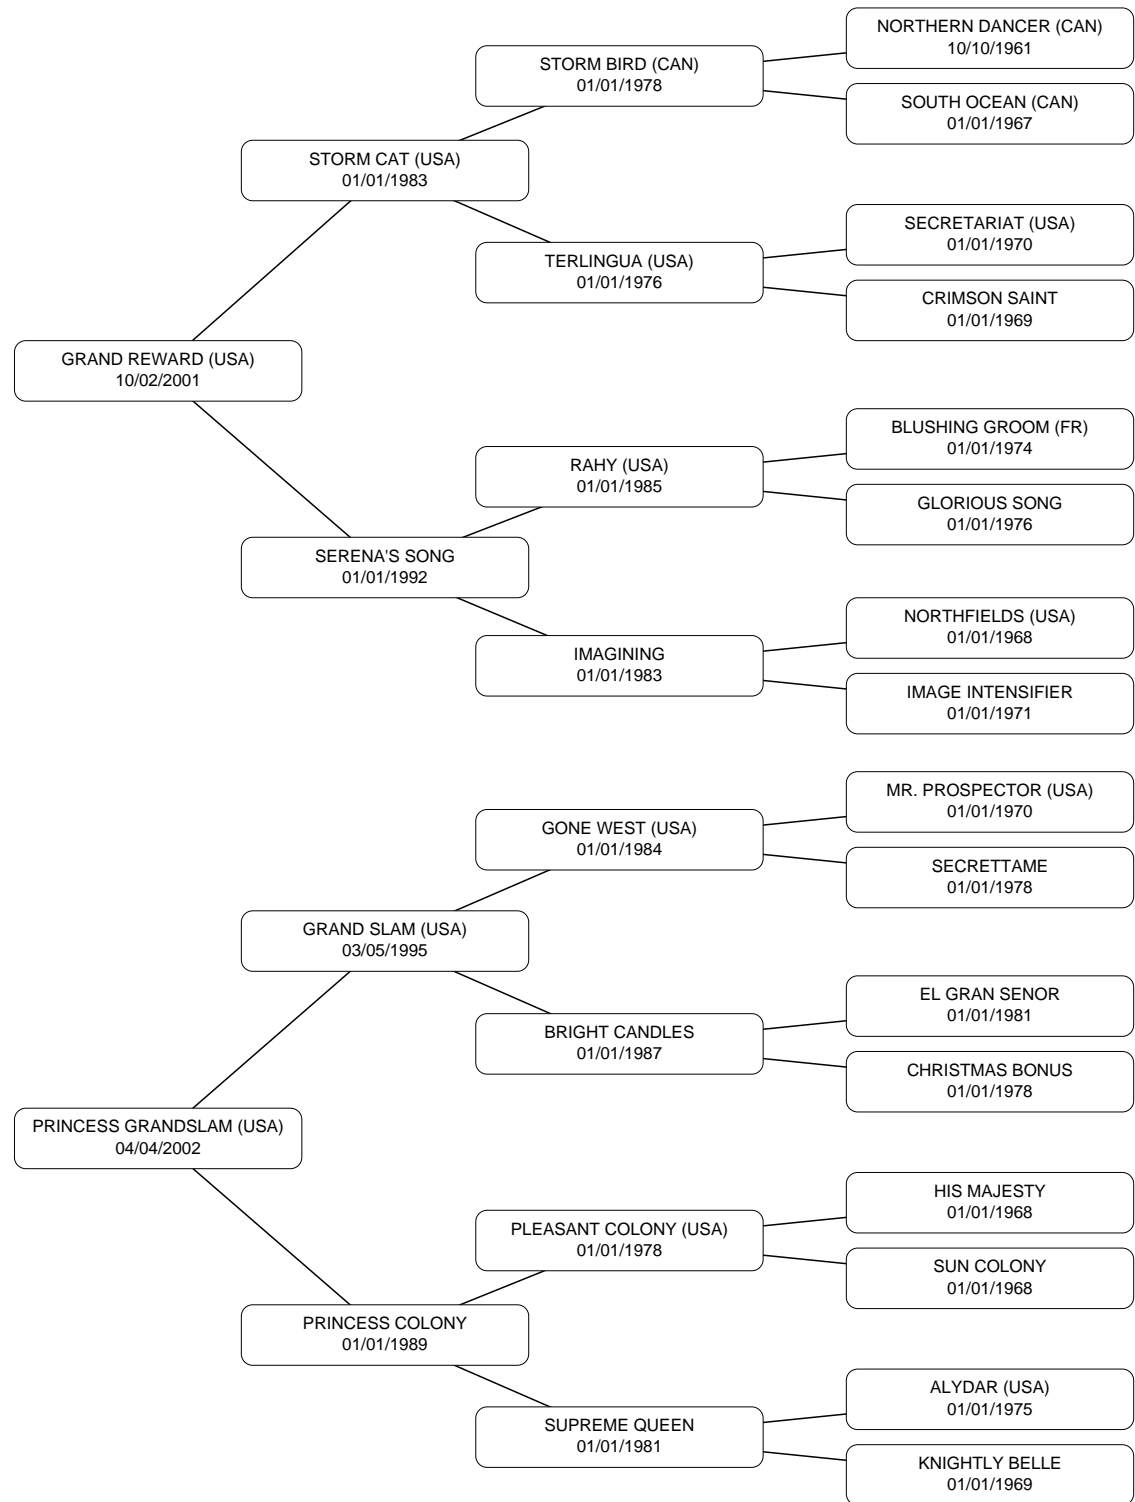 NORTHERN DANCER (CAN)
10/10/1961
STORM BIRD (CAN)
01/01/1978
SOUTH OCEAN (CAN)
01/01/1967
STORM CAT (USA)
01/01/1983
SECRETARIAT (USA)
01/01/1970
TERLINGUA (USA)
01/01/1976
CRIMSON SAINT
01/01/1969
GRAND REWARD (USA)
10/02/2001
BLUSHING GROOM (FR)
01/01/1974
RAHY (USA)
01/01/1985
GLORIOUS SONG
01/01/1976
SERENA'S SONG
01/01/1992
NORTHFIELDS (USA)
01/01/1968
IMAGINING
01/01/1983
IMAGE INTENSIFIER
01/01/1971
MR. PROSPECTOR (USA)
01/01/1970
GONE WEST (USA)
01/01/1984
SECRETTAME
01/01/1978
GRAND SLAM (USA)
03/05/1995
EL GRAN SENOR
01/01/1981
BRIGHT CANDLES
01/01/1987
CHRISTMAS BONUS
01/01/1978
PRINCESS GRANDSLAM (USA)
04/04/2002
HIS MAJESTY
01/01/1968
PLEASANT COLONY (USA)
01/01/1978
SUN COLONY
01/01/1968
PRINCESS COLONY
01/01/1989
ALYDAR (USA)
01/01/1975
SUPREME QUEEN
01/01/1981
KNIGHTLY BELLE
01/01/1969